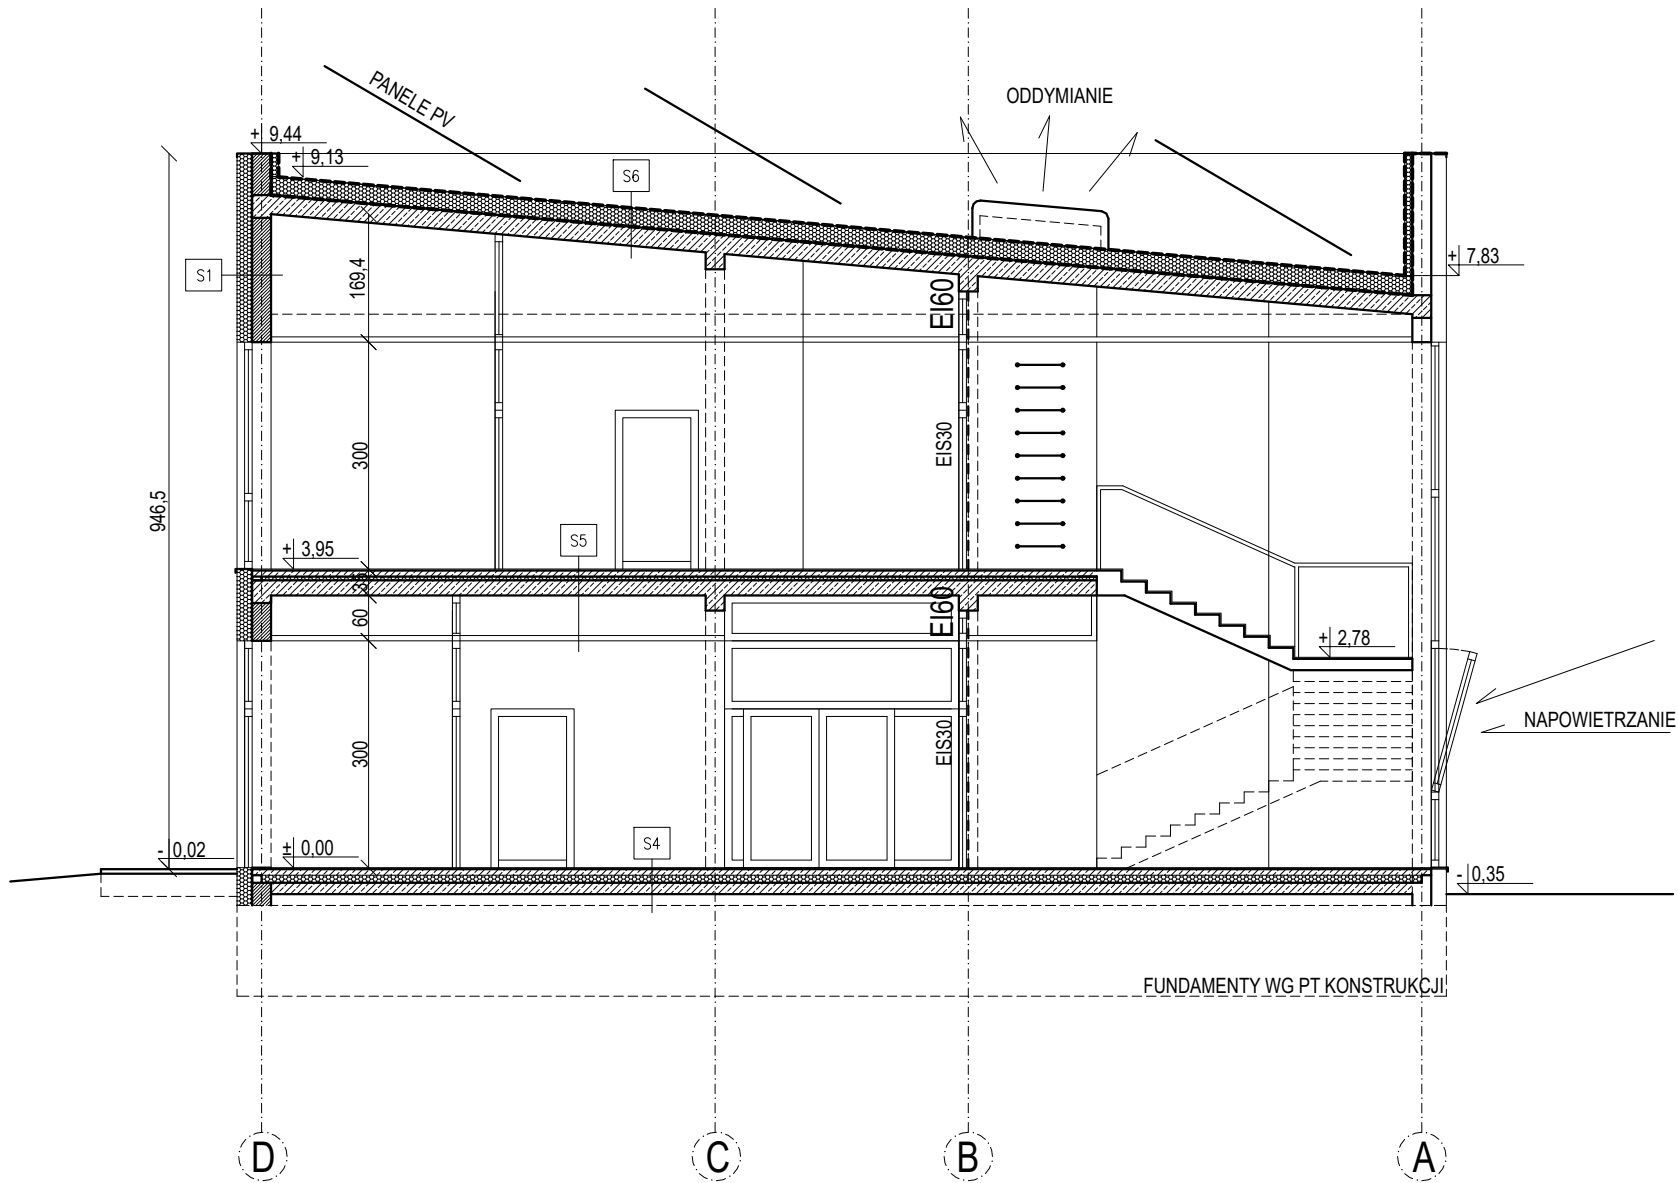 ODDYMIANIE
PANELE PV
+ 9,44
+ 9,13
S6
S1
+ 7,83
169,4
EI60
300
EIS30
946,5
S5
+ 3,95
35
EI60
60
+ 2,78
NAPOWIETRZANIE
300
EIS30
S4
- 0,02
± 0,00
- 0,35
FUNDAMENTY WG PT KONSTRUKCJI
D
C
B
A